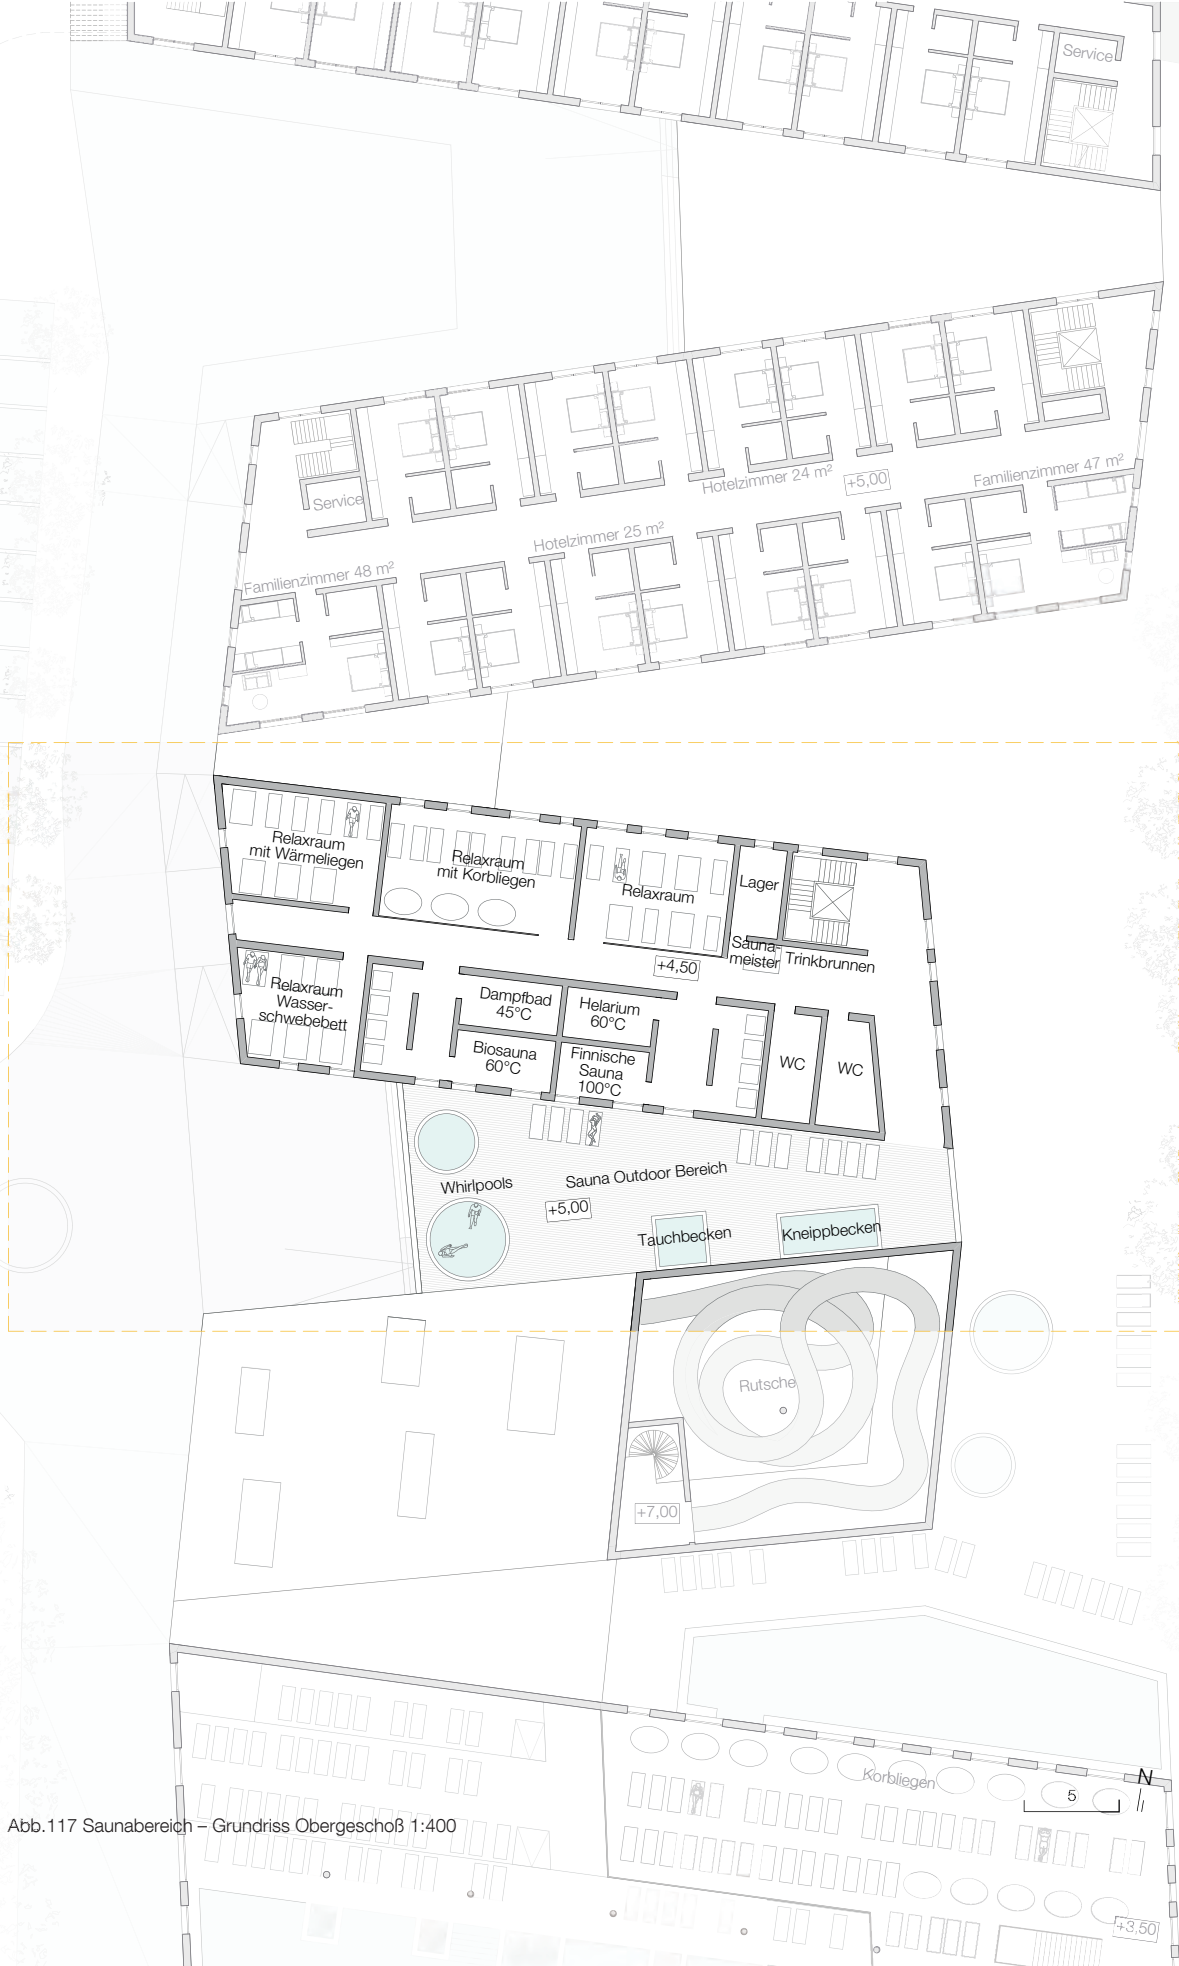 Service
Hotelzimmer 24 m²
+5,00
Familienzimmer 47 m²
Service
Hotelzimmer 25 m²
Familienzimmer 48 m²
Relaxraum
mit Wärmeliegen
Relaxraum
mit Korbliegen
Relaxraum
Lager
Sauna-
meister
Trinkbrunnen
+4,50
Relaxraum
Wasser-
schwebebett
Dampfbad
45°C
Helarium
60°C
Biosauna
60°C
Finnische
Sauna
100°C
WC
WC
Whirlpools
Sauna Outdoor Bereich
+5,00
Tauchbecken
Kneippbecken
Rutsche
+7,00
Korbliegen
N
5
Abb.117 Saunabereich – Grundriss Obergeschoß 1:400
+3,50